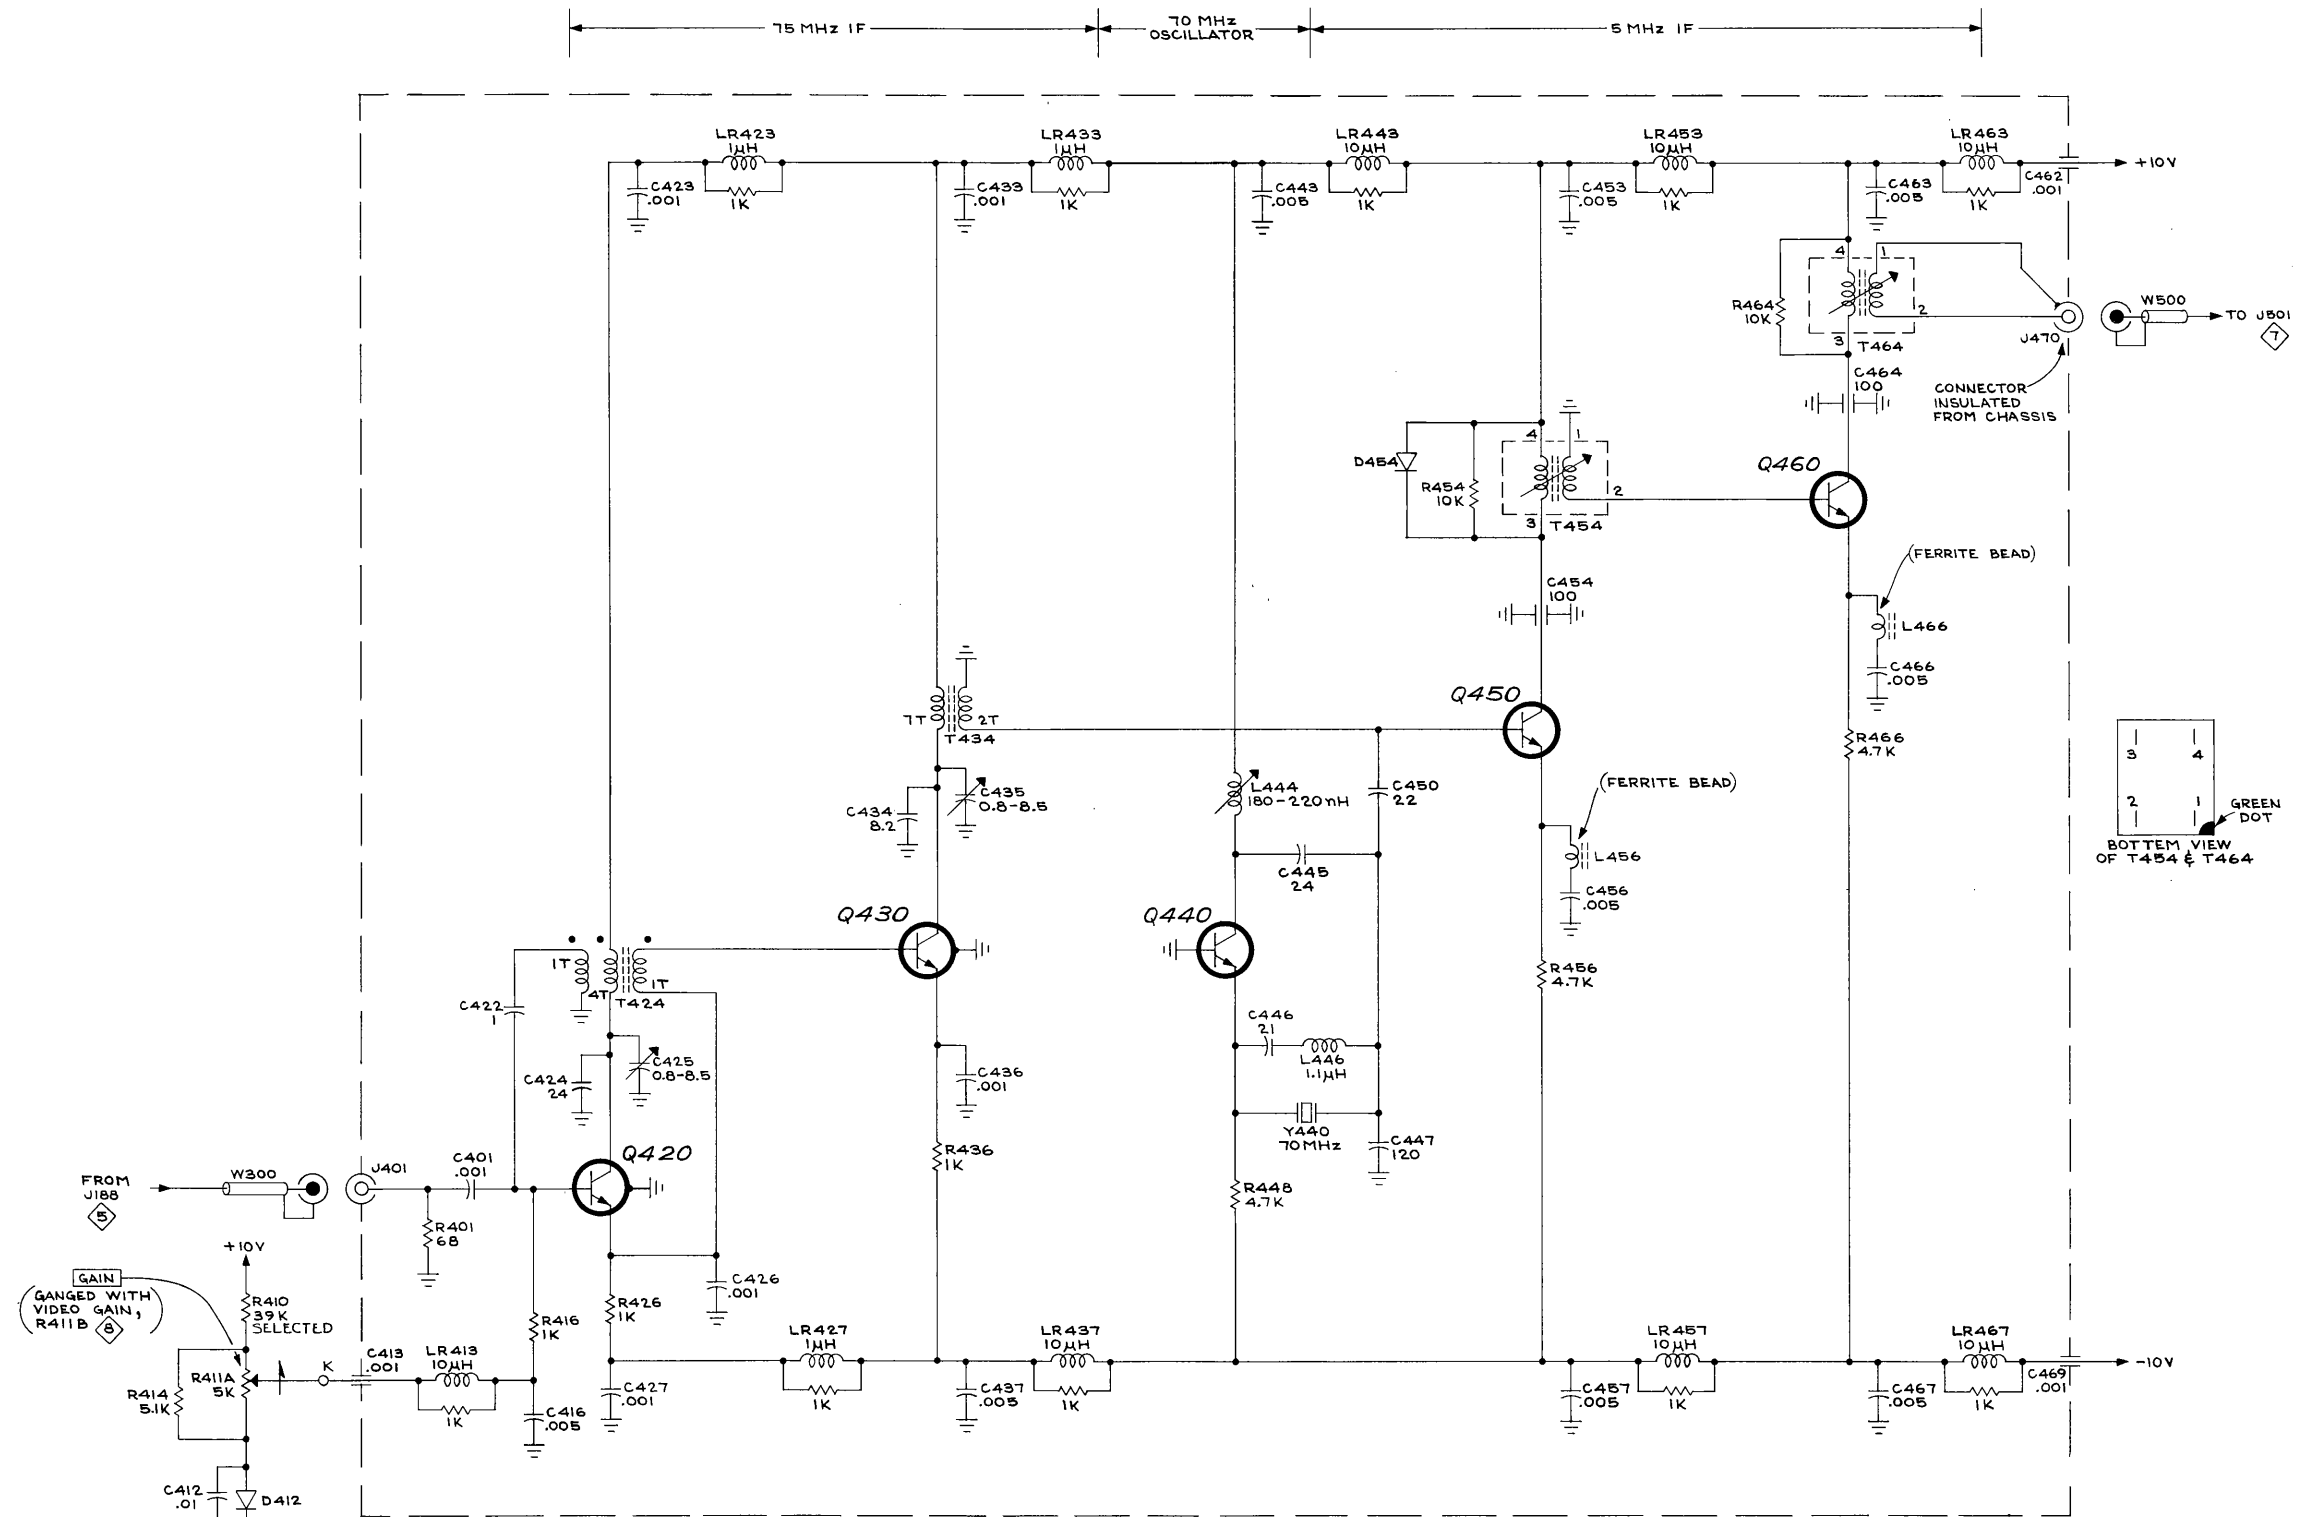 75 MHz IF
70 MHz
OSCILLATOR
5 MHz IF
LR423
1µH
1K
C423
.001
LR433
1µH
1K
C433
.001
LR443
10µH
1K
C443
.005
LR453
10µH
1K
C453
.005
LR463
10µH
1K
C463
.005
C462
.001
+10V
4
1
R464
10K
2
3
T464
J470
W500
TO J501
7
C464
100
CONNECTOR
INSULATED
FROM CHASSIS
D454
R454
10K
4
1
2
3
T454
Q460
(FERRITE BEAD)
C454
100
L466
C466
.005
7T
2T
T434
Q450
R466
4.7K
3
4
2
1
GREEN
DOT
BOTTEM VIEW
OF T454 & T464
C434
8.2
C435
0.8-8.5
L444
180-220nH
C450
22
(FERRITE BEAD)
C445
24
L456
C456
.005
Q430
Q440
1T
4T
T424
1T
R456
4.7K
C422
1
C424
24
C425
0.8-8.5
C436
.001
C446
21
L446
1.1µH
Y440
70MHz
C447
120
Q420
R436
1K
R448
4.7K
FROM
J188
5
W300
J401
C401
.001
R401
68
+10V
GAIN
(GANGED WITH
VIDEO GAIN,
R411B 8)
R410
39K
SELECTED
R416
1K
R426
1K
C426
.001
R414
5.1K
R411A
5K
K
C413
.001
LR413
10µH
1K
C416
.005
C427
.001
LR427
1µH
1K
C437
.005
LR437
10µH
1K
C457
.005
LR457
10µH
1K
C467
.005
LR467
10µH
1K
C469
.001
-10V
C412
.01
D412